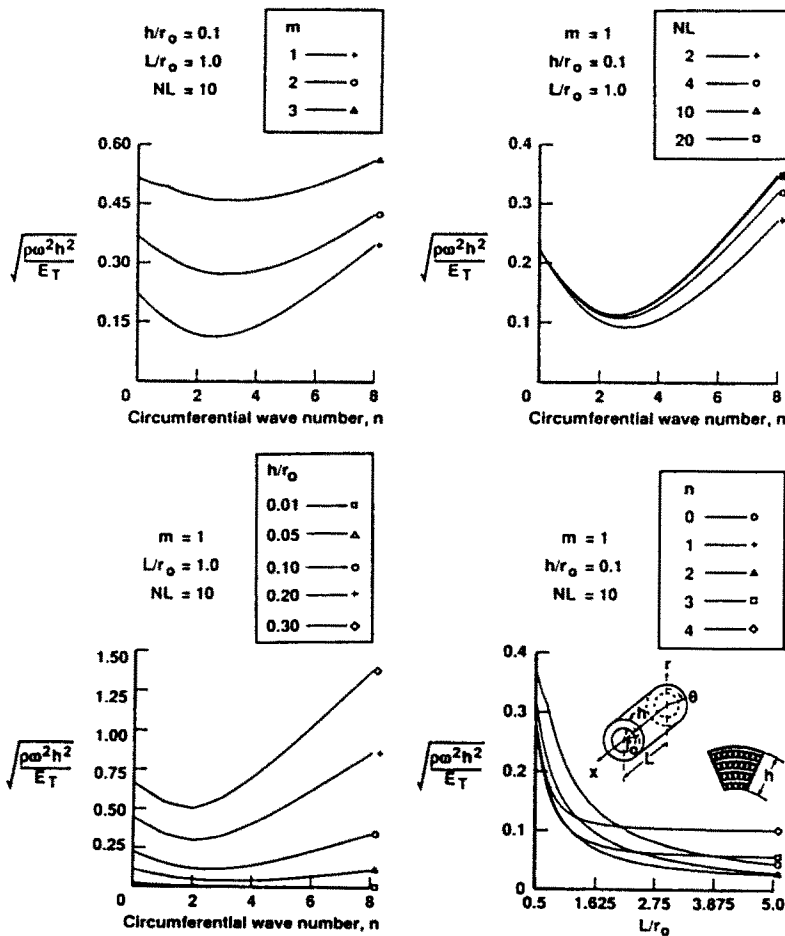 h/r₀ = 0.1
L/r₀ = 1.0
NL = 10
m
1
2
3
0.60
0.45
0.30
0.15
√(ρω²h²/E_T)
0 2 4 6 8
Circumferential wave number, n
m = 1
h/r₀ = 0.1
L/r₀ = 1.0
NL
2
4
10
20
0.4
0.3
0.2
0.1
0
√(ρω²h²/E_T)
0 2 4 6 8
Circumferential wave number, n
m = 1
L/r₀ = 1.0
NL = 10
h/r₀
0.01
0.05
0.10
0.20
0.30
1.50
1.25
1.00
0.75
0.50
0.25
√(ρω²h²/E_T)
0 2 4 6 8
Circumferential wave number, n
m = 1
h/r₀ = 0.1
NL = 10
n
0
1
2
3
4
0.4
0.3
0.2
0.1
0
√(ρω²h²/E_T)
r
θ
h
x
L
h
0.5 1.625 2.75 3.875 5.0
L/r₀